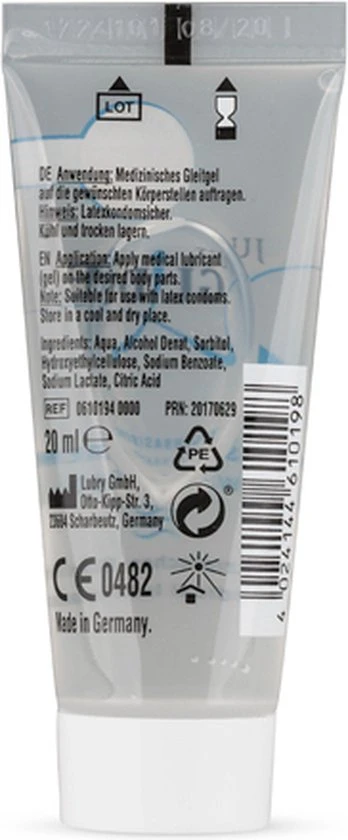 LOT
DE Anwendung: Medizinisches Gleitgel
auf die gewünschten Körperstellen auftragen.
Hinweis: Latexkondomsicher.
Kühl und trocken lagern.
EN Application: Apply medical lubricant
(gel) on the desired body parts.
Note: Suitable for use with latex condoms.
Store in a cool and dry place.
Ingredients: Aqua, Alcohol Denat, Sorbitol,
Hydroxyethylcellulose, Sodium Benzoate,
Sodium Lactate, Citric Acid
REF 0610194 0000 PRN: 20170629
20 ml ℮
PE
Lubry GmbH,
Otto-Kipp-Str. 3,
23684 Scharbeutz, Germany
®
CE 0482
Made in Germany.
4 024144 610198